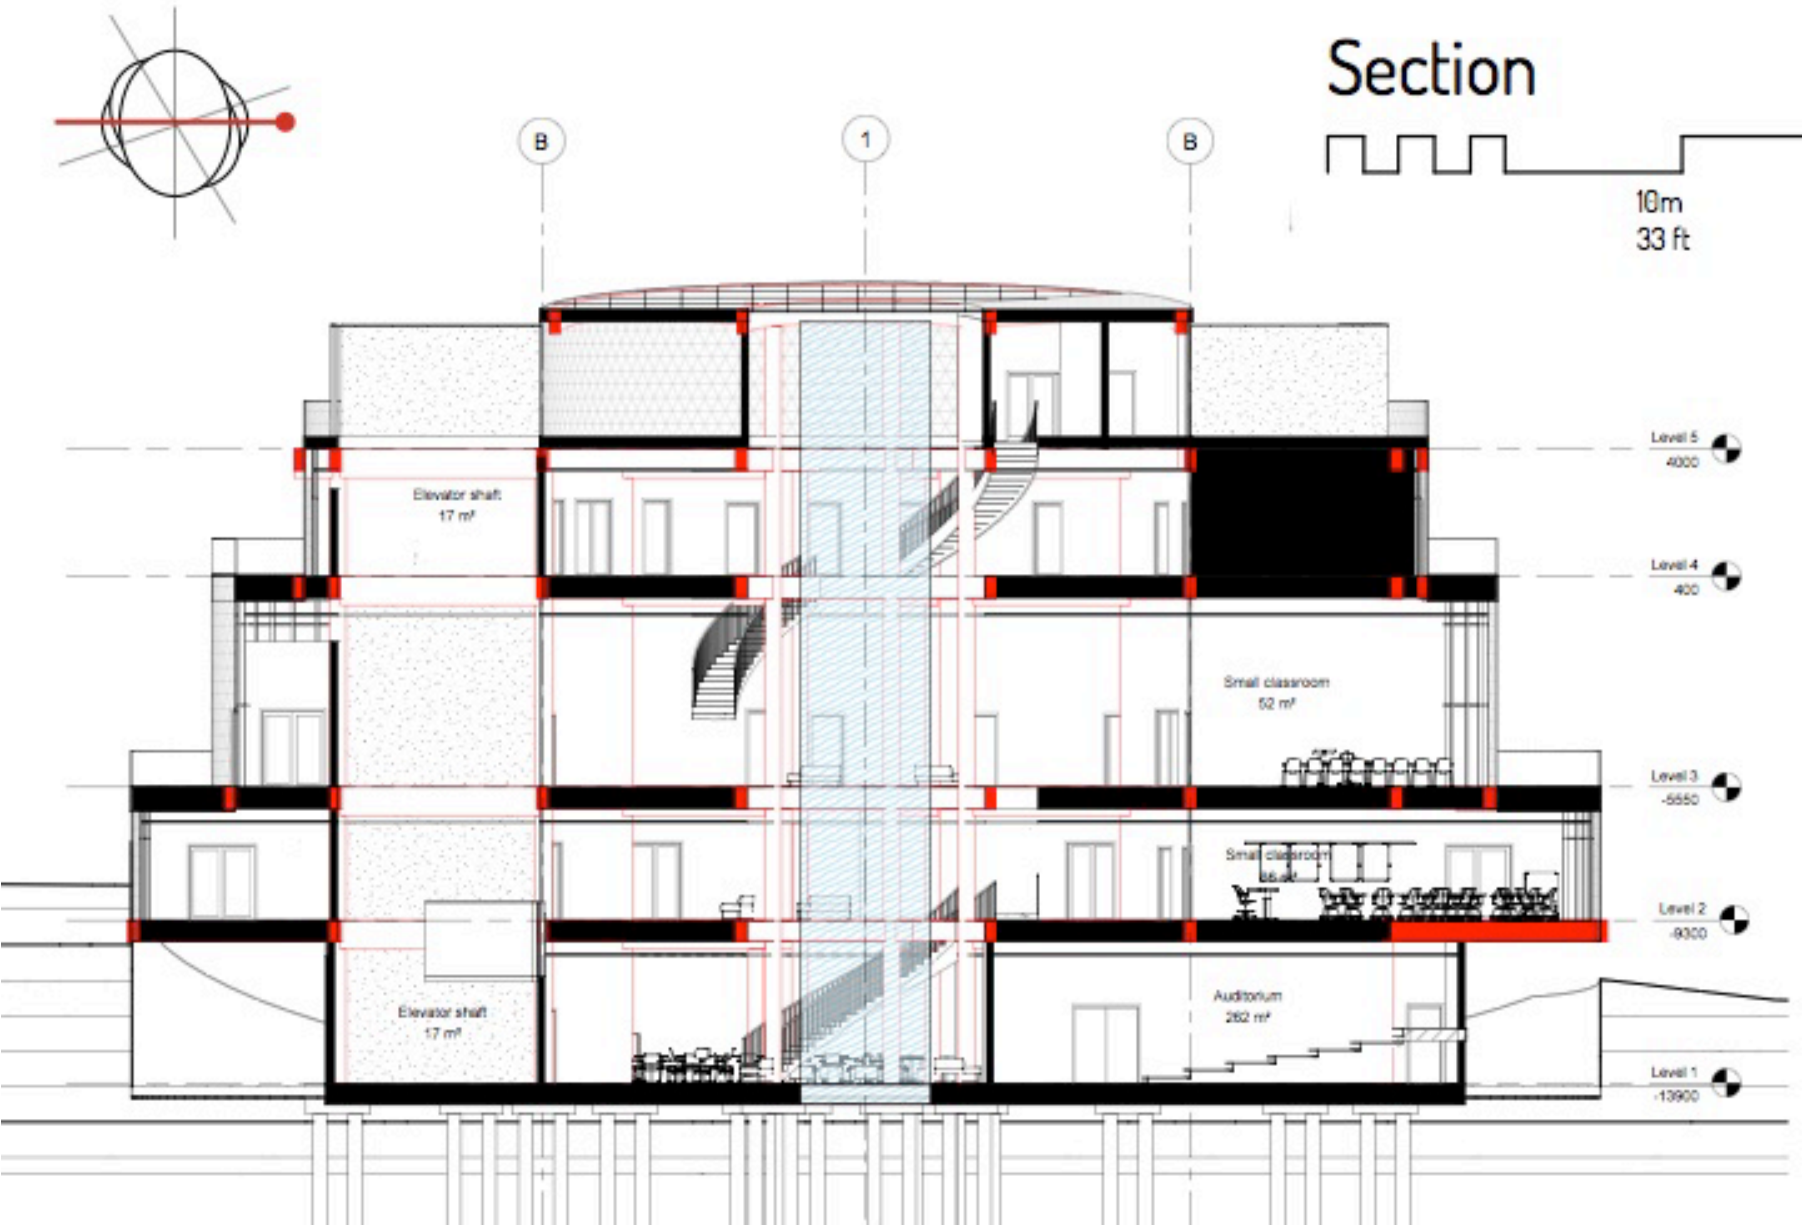 Section
10m
33 ft
B
1
B
Level 5
4000
Elevator shaft
17 m²
Level 4
400
Small classroom
52 m²
Level 3
-5550
Small classroom
Level 2
-9300
Elevator shaft
17 m²
Auditorium
262 m²
Level 1
-13900